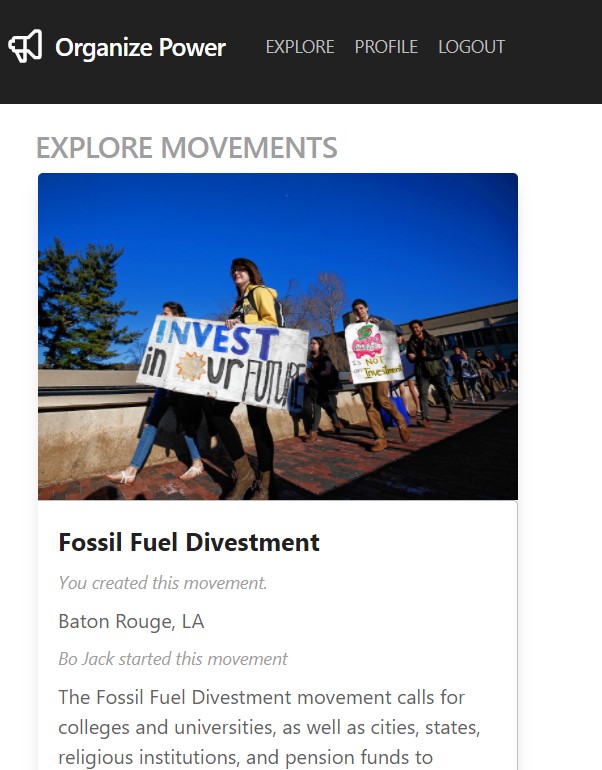 Organize Power EXPLORE PROFILE LOGOUT
EXPLORE MOVEMENTS
INVEST
in our FUTURE
IS NOT
an Investment
Fossil Fuel Divestment
You created this movement.
Baton Rouge, LA
Bo Jack started this movement
The Fossil Fuel Divestment movement calls for
colleges and universities, as well as cities, states,
religious institutions, and pension funds to